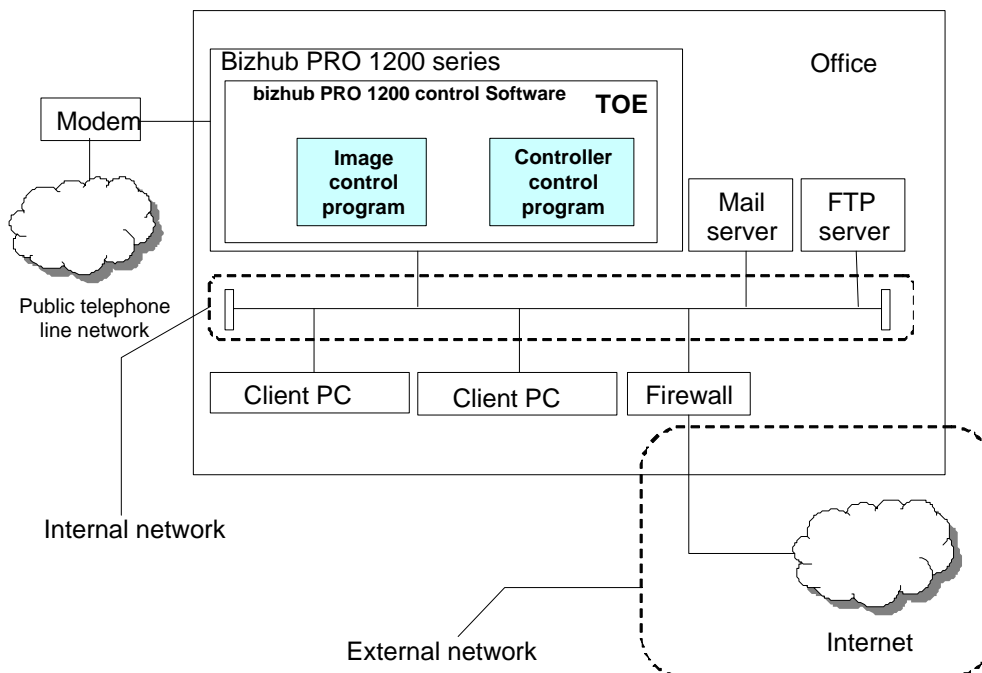 Bizhub PRO 1200 series
Office
bizhub PRO 1200 control Software
TOE
Modem
Image
control
program
Controller
control
program
Mail
server
FTP
server
Public telephone
line network
Client PC
Client PC
Firewall
Internal network
External network
Internet